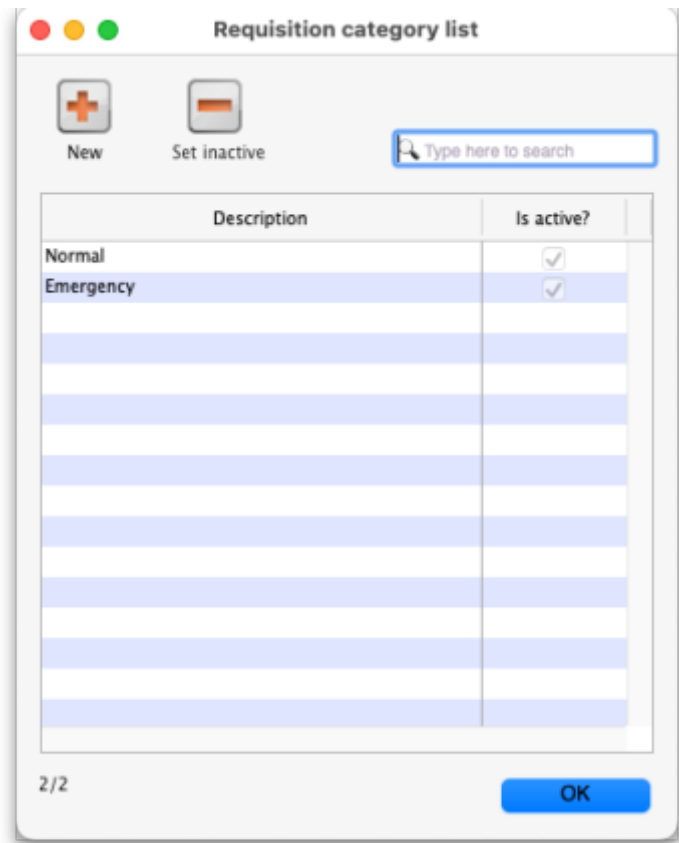 Requisition category list
New
Set inactive
Type here to search
Description
Is active?
Normal
Emergency
2/2
OK